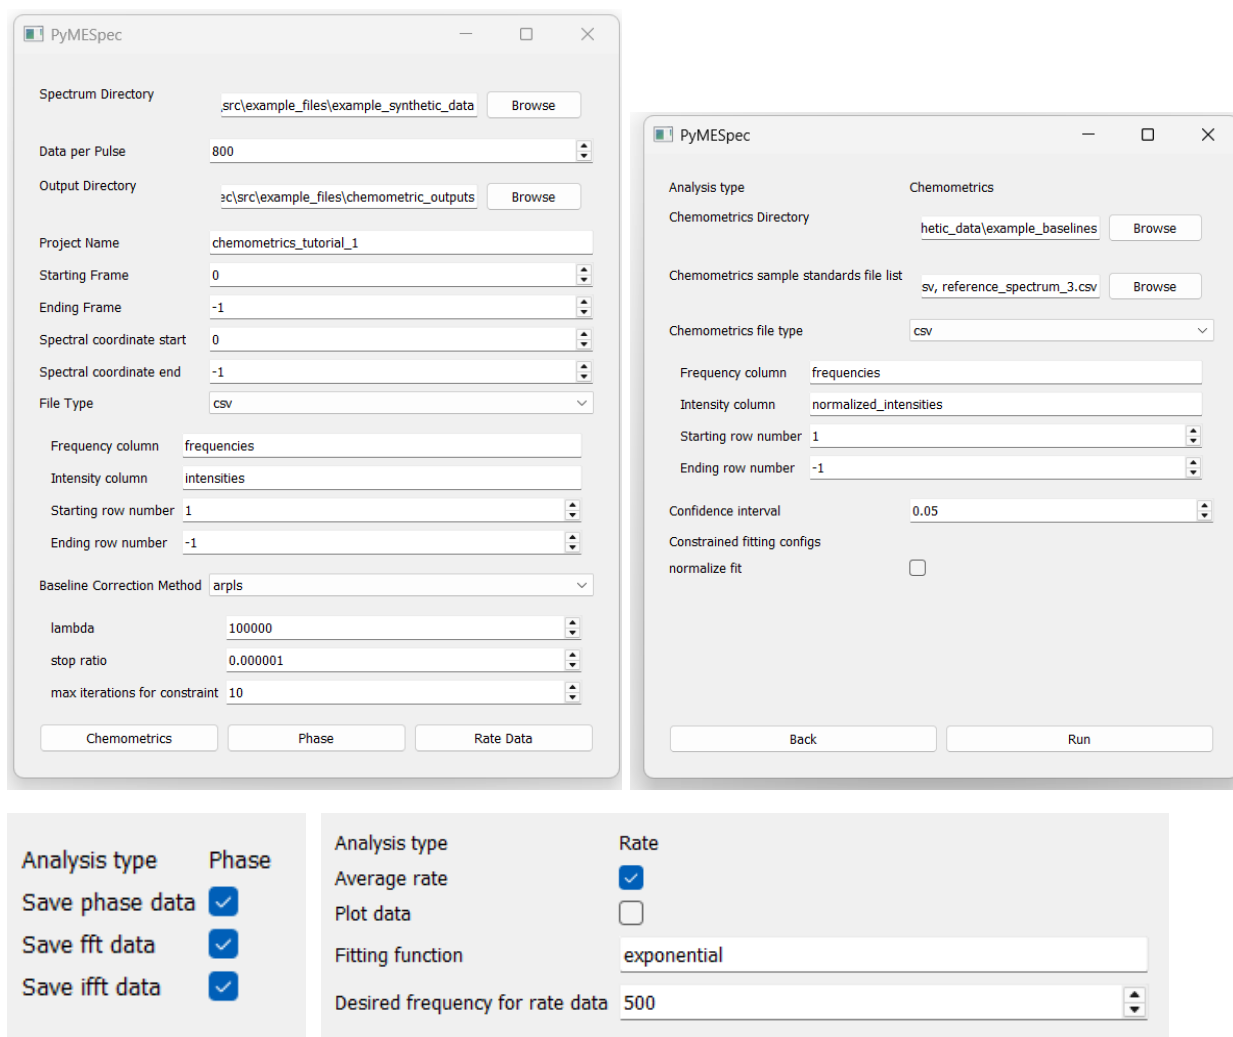 PyMESpec
Spectrum Directory .src\example_files\example_synthetic_data Browse
Data per Pulse 800
Output Directory ec\src\example_files\chemometric_outputs Browse
Project Name chemometrics_tutorial_1
Starting Frame 0
Ending Frame -1
Spectral coordinate start 0
Spectral coordinate end -1
File Type csv
Frequency column frequencies
Intensity column intensities
Starting row number 1
Ending row number -1
Baseline Correction Method arpls
lambda 100000
stop ratio 0.000001
max iterations for constraint 10
Chemometrics Phase Rate Data
PyMESpec
Analysis type Chemometrics
Chemometrics Directory hetic_data\example_baselines Browse
Chemometrics sample standards file list sv, reference_spectrum_3.csv Browse
Chemometrics file type csv
Frequency column frequencies
Intensity column normalized_intensities
Starting row number 1
Ending row number -1
Confidence interval 0.05
Constrained fitting configs
normalize fit
Back Run
Analysis type Phase
Save phase data
Save fft data
Save ifft data
Analysis type Rate
Average rate
Plot data
Fitting function exponential
Desired frequency for rate data 500